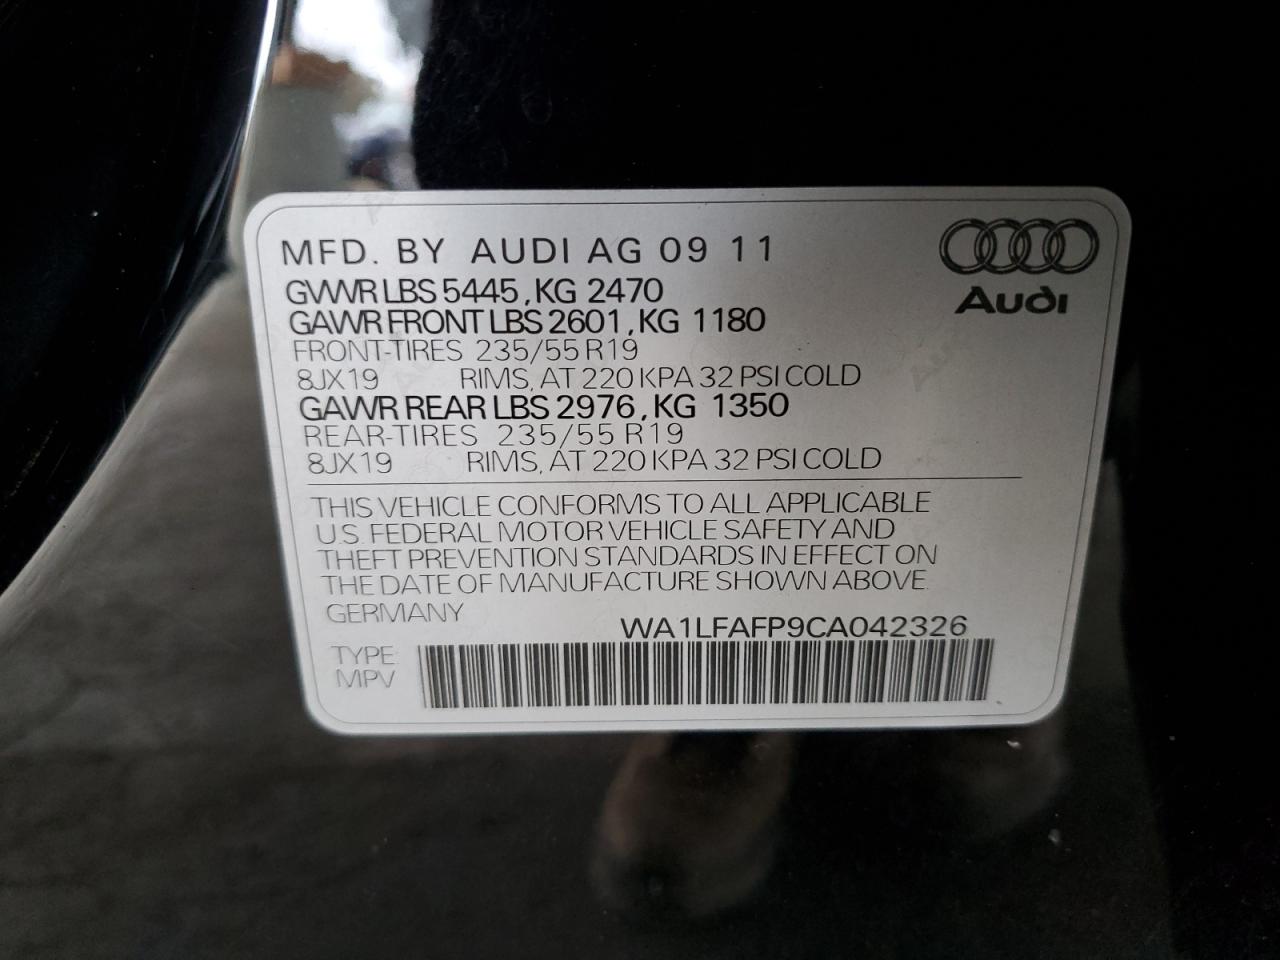 MFD. BY AUDI AG 09 11
Audi
GVWR LBS 5445, KG 2470
GAWR FRONT LBS 2601, KG 1180
FRONT-TIRES 235/55 R19
8JX19 RIMS, AT 220 KPA 32 PSI COLD
GAWR REAR LBS 2976, KG 1350
REAR-TIRES 235/55 R19
8JX19 RIMS, AT 220 KPA 32 PSI COLD
THIS VEHICLE CONFORMS TO ALL APPLICABLE
U.S. FEDERAL MOTOR VEHICLE SAFETY AND
THEFT PREVENTION STANDARDS IN EFFECT ON
THE DATE OF MANUFACTURE SHOWN ABOVE.
GERMANY
WA1LFAFP9CA042326
TYPE
MPV